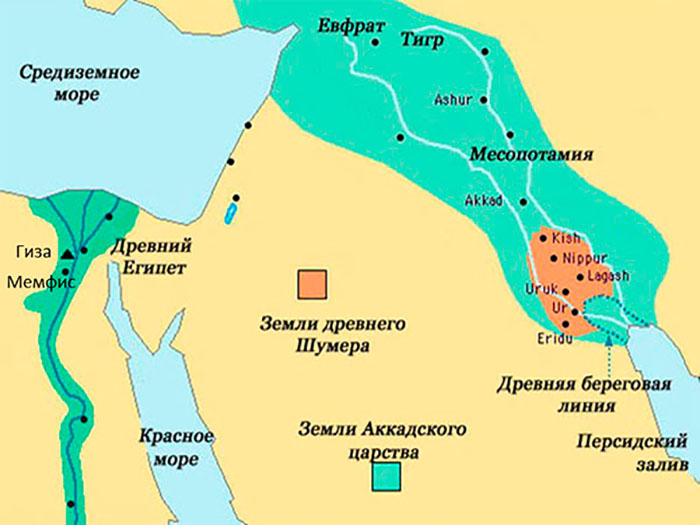 Евфрат
Тигр
Средиземное
море
Ashur
Месопотамия
Akkad
Kish
Nippur
Lagash
Uruk
Ur
Eridu
Гиза
Мемфис
Древний
Египет
Земли древнего
Шумера
Древняя береговая
линия
Красное
море
Земли Аккадского
царства
Персидский
залив